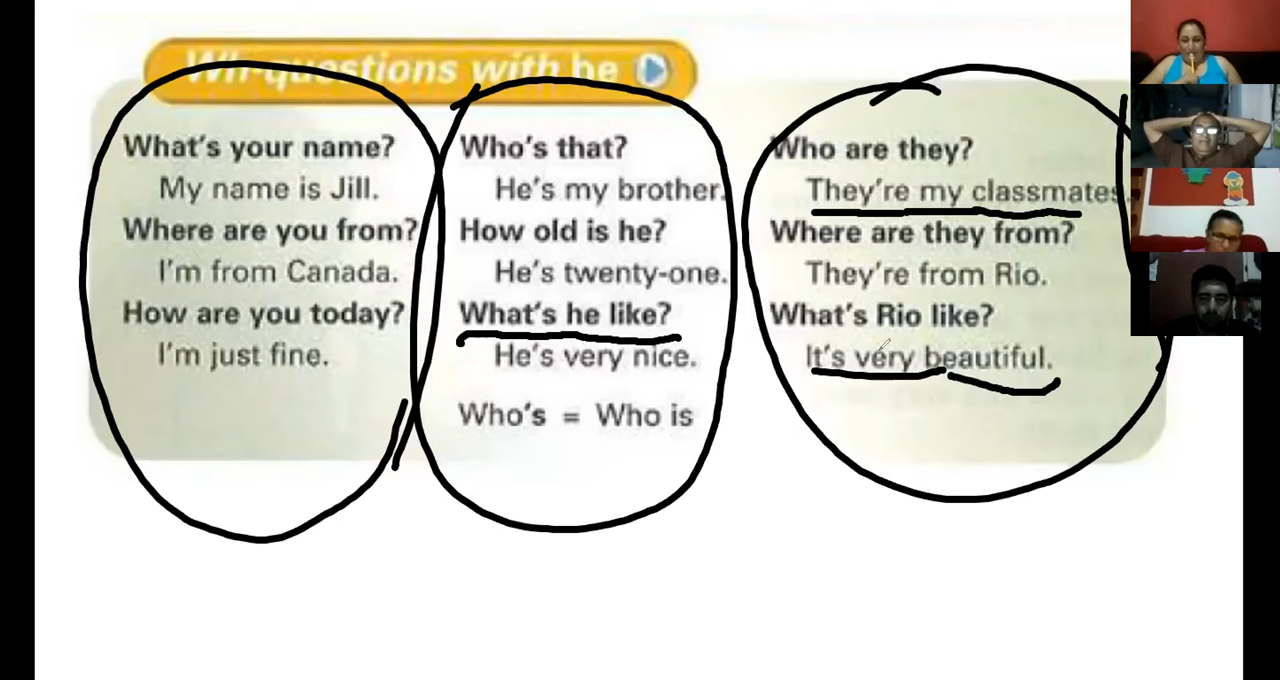 Wh-questions with be
What's your name?
My name is Jill.
Where are you from?
I'm from Canada.
How are you today?
I'm just fine.
Who's that?
He's my brother.
How old is he?
He's twenty-one.
What's he like?
He's very nice.
Who's = Who is
Who are they?
They're my classmates.
Where are they from?
They're from Rio.
What's Rio like?
It's very beautiful.